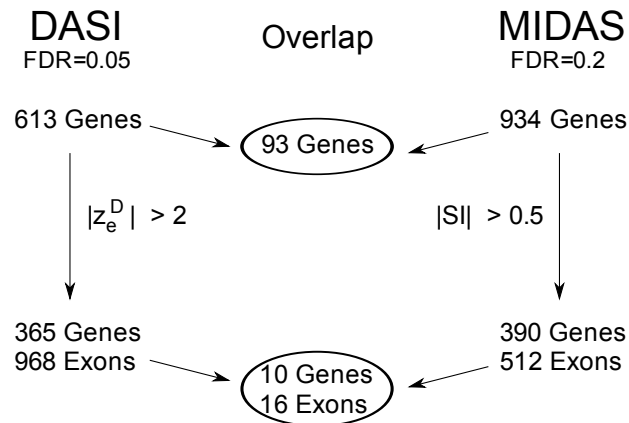 DASI
FDR=0.05
Overlap
MIDAS
FDR=0.2
613 Genes
93 Genes
934 Genes
|z_e^D| > 2
|SI| > 0.5
365 Genes
968 Exons
10 Genes
16 Exons
390 Genes
512 Exons